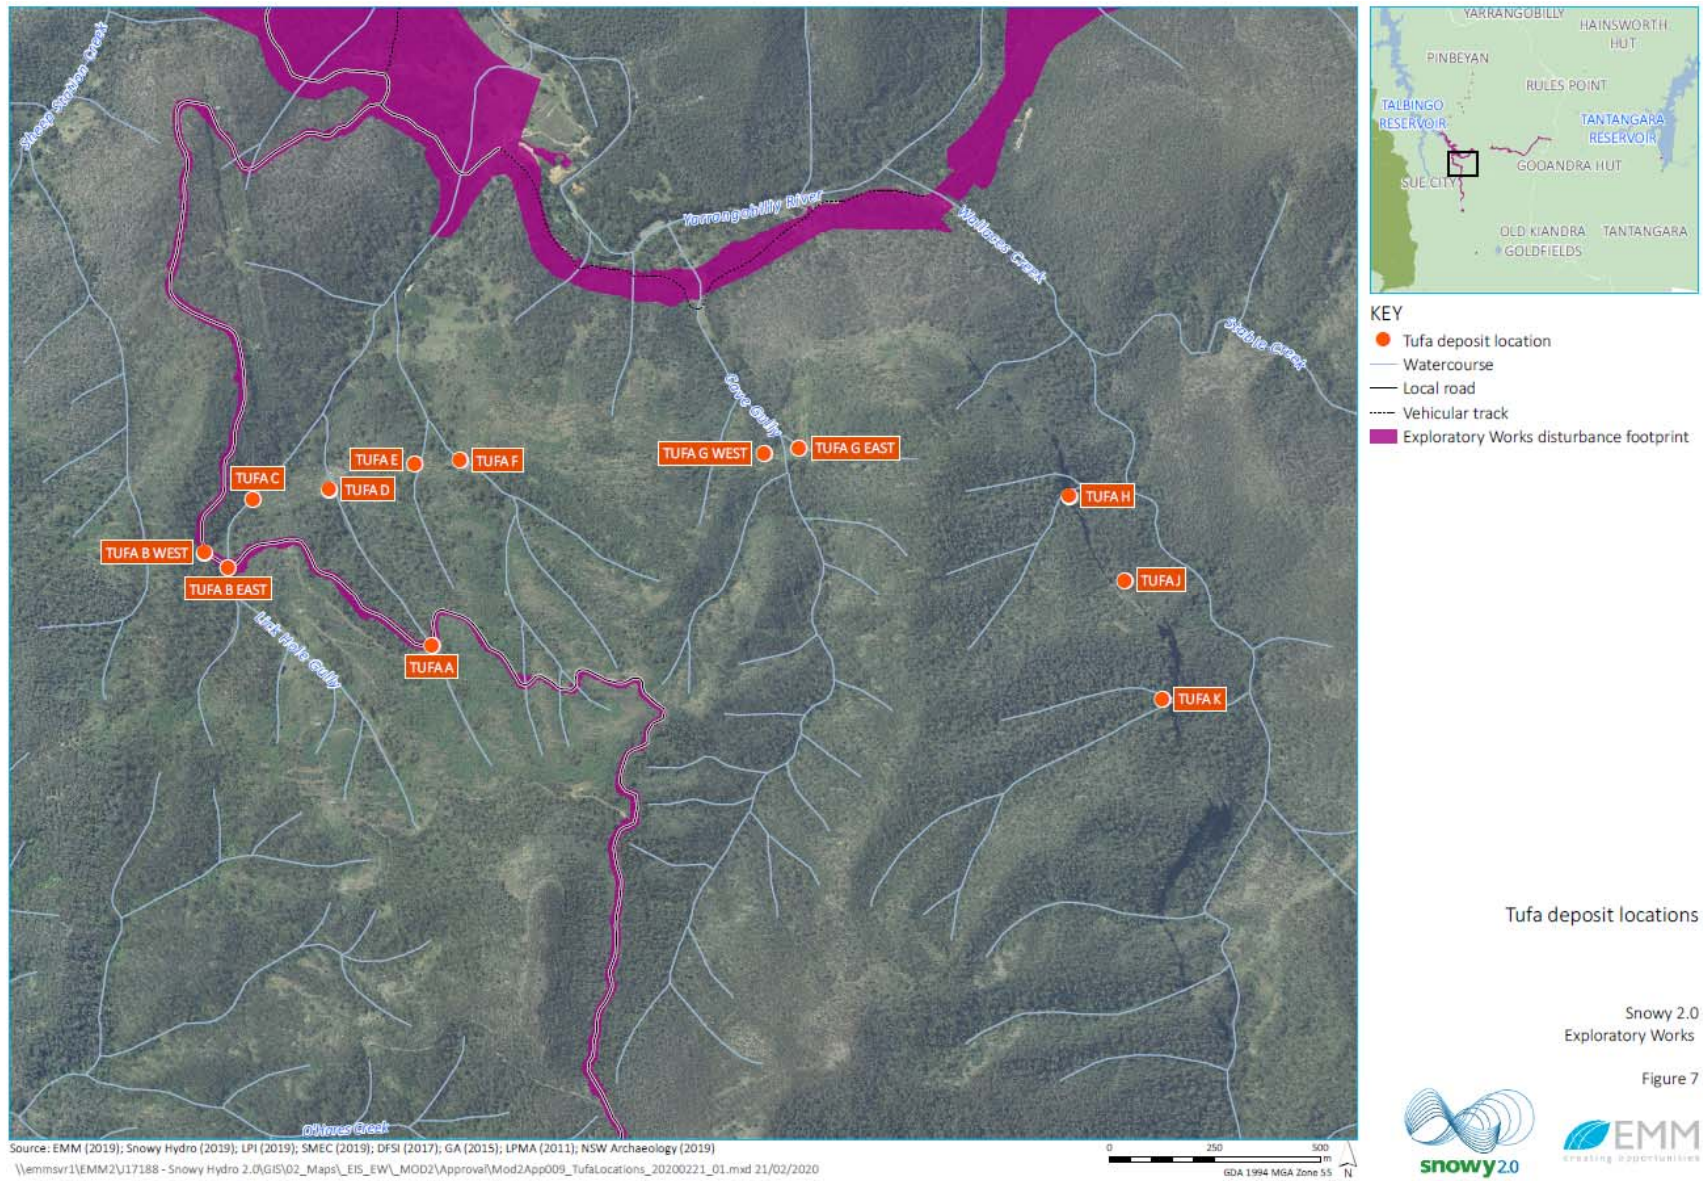 Sheep Station Creek
Yarrangobilly River
Wallaces Creek
Stable Creek
Cave Gully
TUFA E
TUFA F
TUFA G WEST
TUFA G EAST
TUFA C
TUFA D
TUFA H
TUFA B WEST
TUFA B EAST
TUFA J
Lick Hole Gully
TUFA A
TUFA K
O'Hares Creek
YARRANGOBILLY
HAINSWORTH
HUT
PINBEYAN
RULES POINT
TALBINGO
RESERVOIR
TANTANGARA
RESERVOIR
GOOANDRA HUT
SUE CITY
OLD KIANDRA
GOLDFIELDS
TANTANGARA
KEY
Tufa deposit location
Watercourse
Local road
Vehicular track
Exploratory Works disturbance footprint
Tufa deposit locations
Snowy 2.0
Exploratory Works
Figure 7
snowy2.0
EMM
creating opportunities
Source: EMM (2019); Snowy Hydro (2019); LPI (2019); SMEC (2019); DFSI (2017); GA (2015); LPMA (2011); NSW Archaeology (2019)
\\emmsvr1\EMM2\J17188 - Snowy Hydro 2.0\GIS\02_Maps\_EIS_EW\_MOD2\Approval\Mod2App009_TufaLocations_20200221_01.mxd 21/02/2020
0 250 500
m
GDA 1994 MGA Zone 55
N